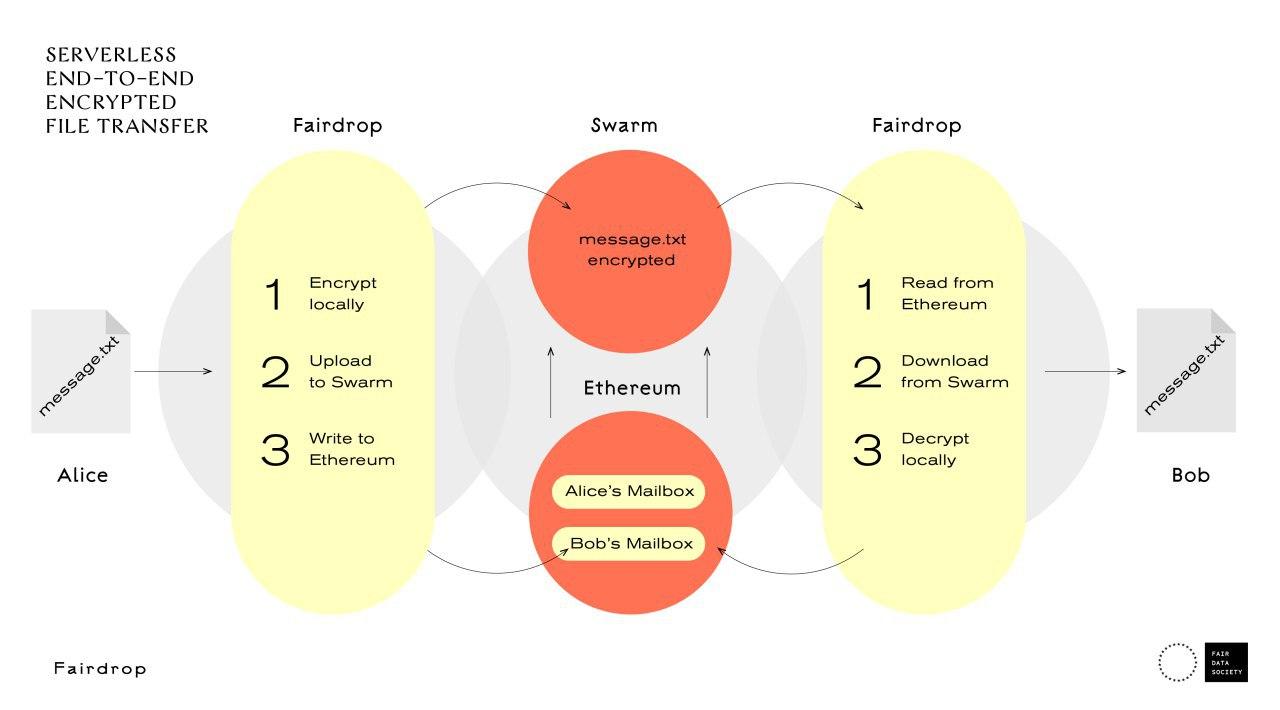 SERVERLESS
END-TO-END
ENCRYPTED
FILE TRANSFER
Fairdrop
Swarm
Fairdrop
message.txt
Alice
1 Encrypt
locally
2 Upload
to Swarm
3 Write to
Ethereum
message.txt
encrypted
Ethereum
Alice's Mailbox
Bob's Mailbox
1 Read from
Ethereum
2 Download
from Swarm
3 Decrypt
locally
message.txt
Bob
Fairdrop
FAIR
DATA
SOCIETY